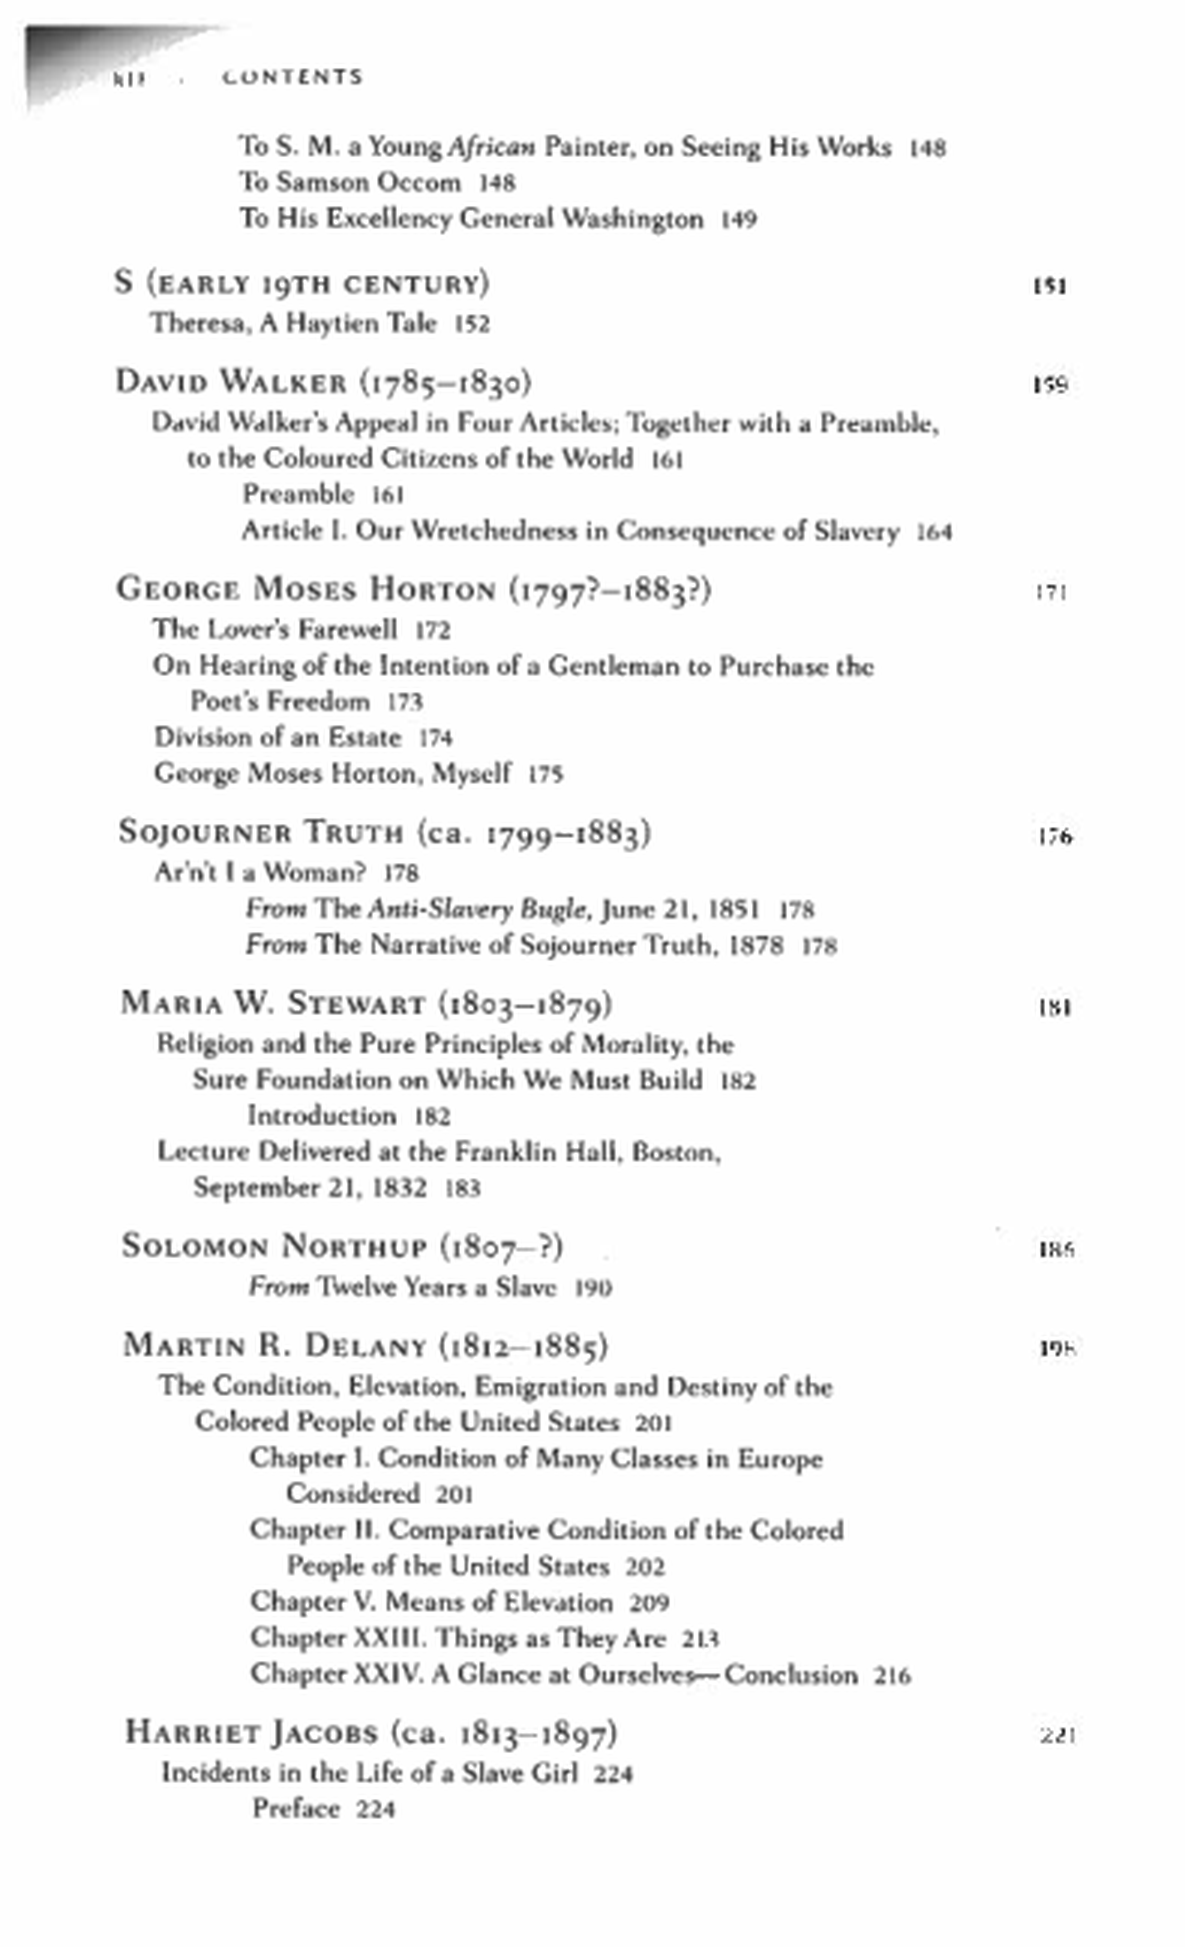 CONTENTS
To S. M. a Young African Painter, on Seeing His Works 148
To Samson Occom 148
To His Excellency General Washington 149
S (EARLY 19TH CENTURY) 151
Theresa, A Haytien Tale 152
DAVID WALKER (1785–1830) 159
David Walker's Appeal in Four Articles; Together with a Preamble,
to the Coloured Citizens of the World 161
Preamble 161
Article I. Our Wretchedness in Consequence of Slavery 164
GEORGE MOSES HORTON (1797?–1883?) 171
The Lover's Farewell 172
On Hearing of the Intention of a Gentleman to Purchase the
Poet's Freedom 173
Division of an Estate 174
George Moses Horton, Myself 175
SOJOURNER TRUTH (ca. 1799–1883) 176
Ar'n't I a Woman? 178
From The Anti-Slavery Bugle, June 21, 1851 178
From The Narrative of Sojourner Truth, 1878 178
MARIA W. STEWART (1803–1879) 181
Religion and the Pure Principles of Morality, the
Sure Foundation on Which We Must Build 182
Introduction 182
Lecture Delivered at the Franklin Hall, Boston,
September 21, 1832 183
SOLOMON NORTHUP (1807–?)
From Twelve Years a Slave 190
MARTIN R. DELANY (1812–1885)
The Condition, Elevation, Emigration and Destiny of the
Colored People of the United States 201
Chapter I. Condition of Many Classes in Europe
Considered 201
Chapter II. Comparative Condition of the Colored
People of the United States 202
Chapter V. Means of Elevation 209
Chapter XXIII. Things as They Are 213
Chapter XXIV. A Glance at Ourselves—Conclusion 216
HARRIET JACOBS (ca. 1813–1897) 221
Incidents in the Life of a Slave Girl 224
Preface 224